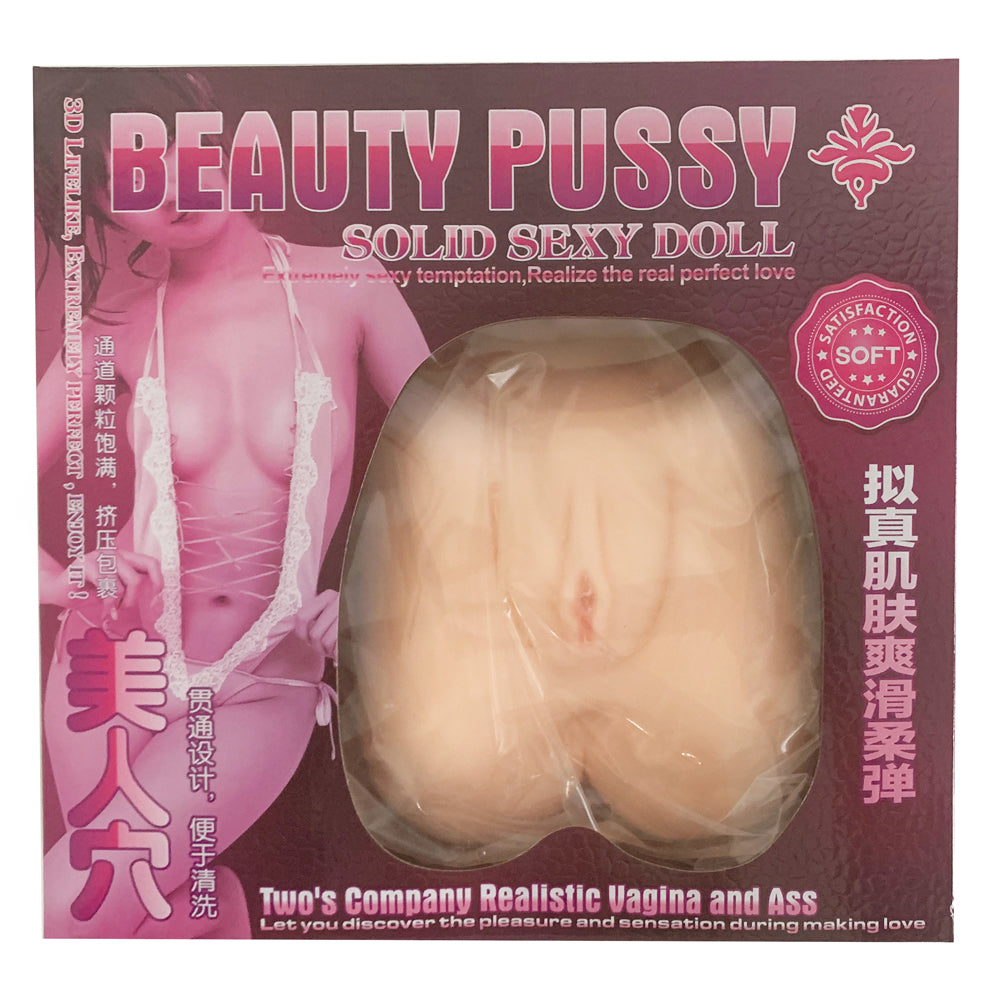 BEAUTY PUSSY
SOLID SEXY DOLL
Extremely sexy temptation,Realize the real perfect love
3D LIFELIKE, EXTREMELY PERFECT, ENJOY IT!
通道颗粒饱满，挤压包裹
美人穴
贯通设计，便于清洗
SATISFACTION
SOFT
GUARANTEED
拟真肌肤爽滑柔弹
Two's Company Realistic Vagina and Ass
Let you discover the pleasure and sensation during making love